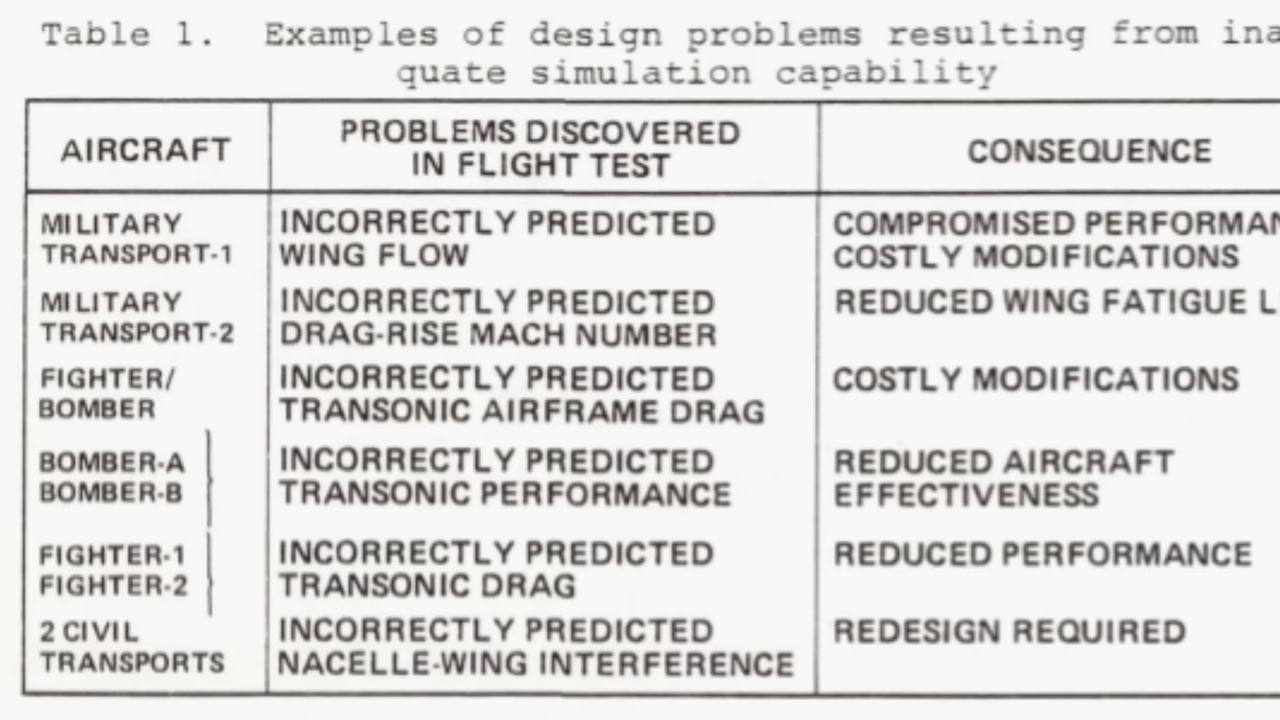 Table 1. Examples of design problems resulting from ina
quate simulation capability
AIRCRAFT
PROBLEMS DISCOVERED
IN FLIGHT TEST
CONSEQUENCE
MILITARY
TRANSPORT-1
INCORRECTLY PREDICTED
WING FLOW
COMPROMISED PERFORMAN
COSTLY MODIFICATIONS
MILITARY
TRANSPORT-2
INCORRECTLY PREDICTED
DRAG-RISE MACH NUMBER
REDUCED WING FATIGUE L
FIGHTER/
BOMBER
INCORRECTLY PREDICTED
TRANSONIC AIRFRAME DRAG
COSTLY MODIFICATIONS
BOMBER-A
BOMBER-B
INCORRECTLY PREDICTED
TRANSONIC PERFORMANCE
REDUCED AIRCRAFT
EFFECTIVENESS
FIGHTER-1
FIGHTER-2
INCORRECTLY PREDICTED
TRANSONIC DRAG
REDUCED PERFORMANCE
2 CIVIL
TRANSPORTS
INCORRECTLY PREDICTED
NACELLE-WING INTERFERENCE
REDESIGN REQUIRED